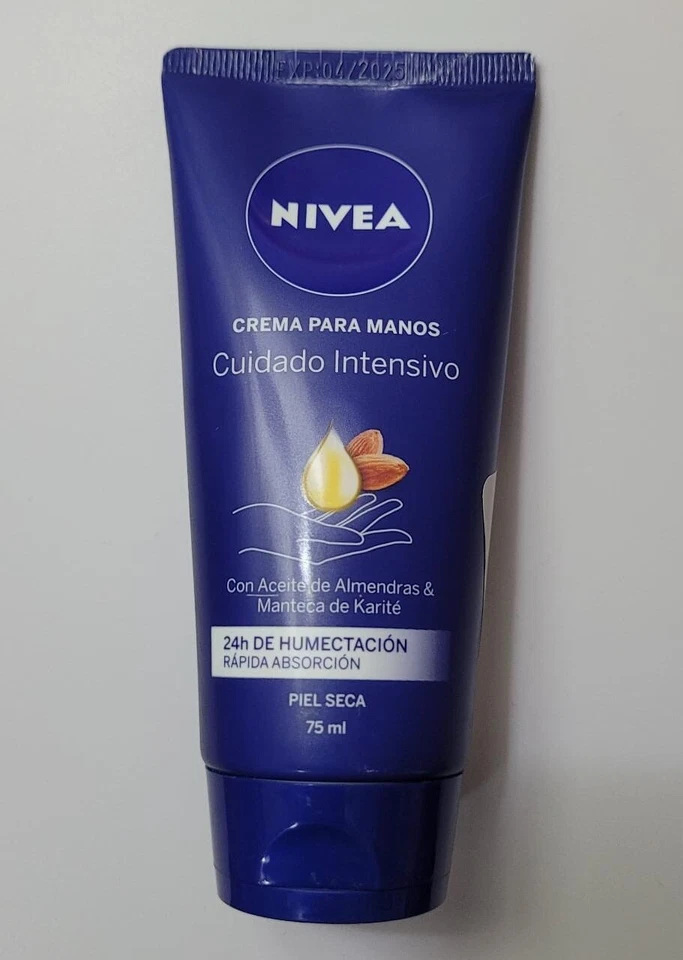 EXP:04/2025
NIVEA
CREMA PARA MANOS
Cuidado Intensivo
Con Aceite de Almendras &
Manteca de Karité
24h DE HUMECTACIÓN
RÁPIDA ABSORCIÓN
PIEL SECA
75 ml